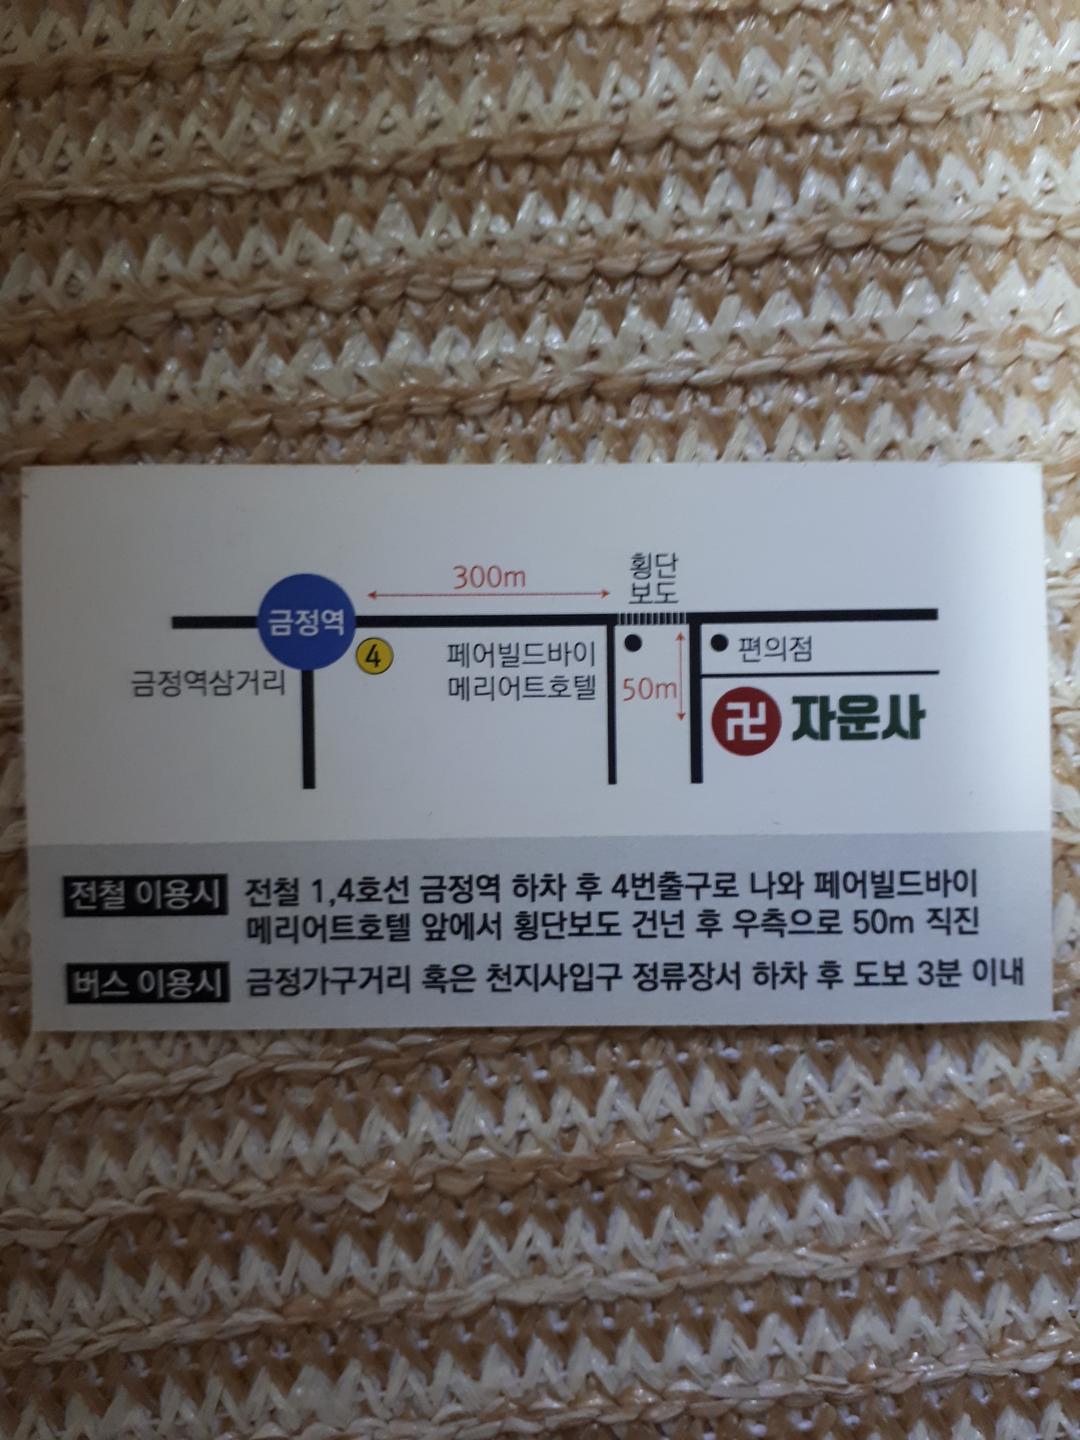 300m
횡단
보도
금정역
4
금정역삼거리
페어빌드바이
메리어트호텔
50m
편의점
卍 자운사
전철 이용시 전철 1,4호선 금정역 하차 후 4번출구로 나와 페어빌드바이
메리어트호텔 앞에서 횡단보도 건넌 후 우측으로 50m 직진
버스 이용시 금정가구거리 혹은 천지사입구 정류장서 하차 후 도보 3분 이내